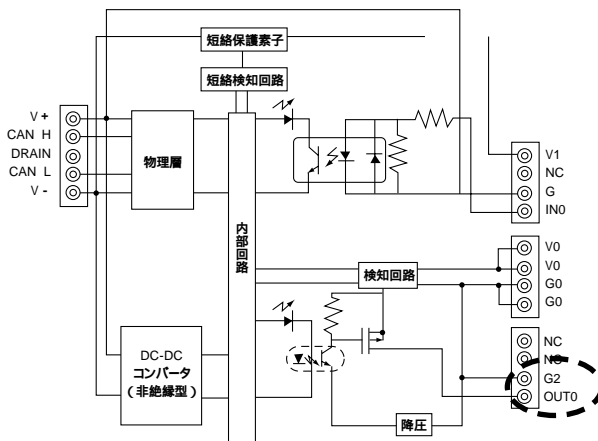 短絡保護素子
短絡検知回路
V +
CAN H
DRAIN
CAN L
V -
物理層
内部回路
V1
NC
G
IN0
V0
V0
G0
G0
検知回路
DC-DC
コンバータ
(非絶縁型)
降圧
NC
NC
G2
OUT0